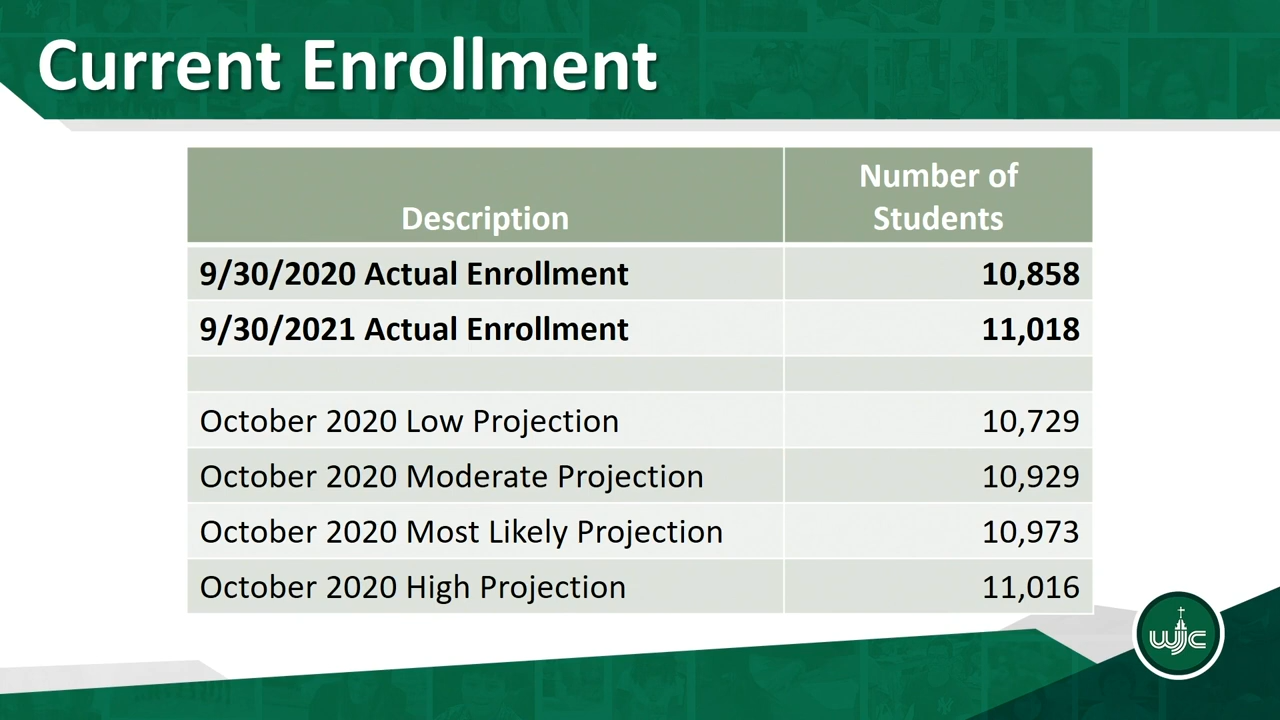 Current Enrollment
Description
Number of
Students
9/30/2020 Actual Enrollment 10,858
9/30/2021 Actual Enrollment 11,018
October 2020 Low Projection 10,729
October 2020 Moderate Projection 10,929
October 2020 Most Likely Projection 10,973
October 2020 High Projection 11,016
WJCC